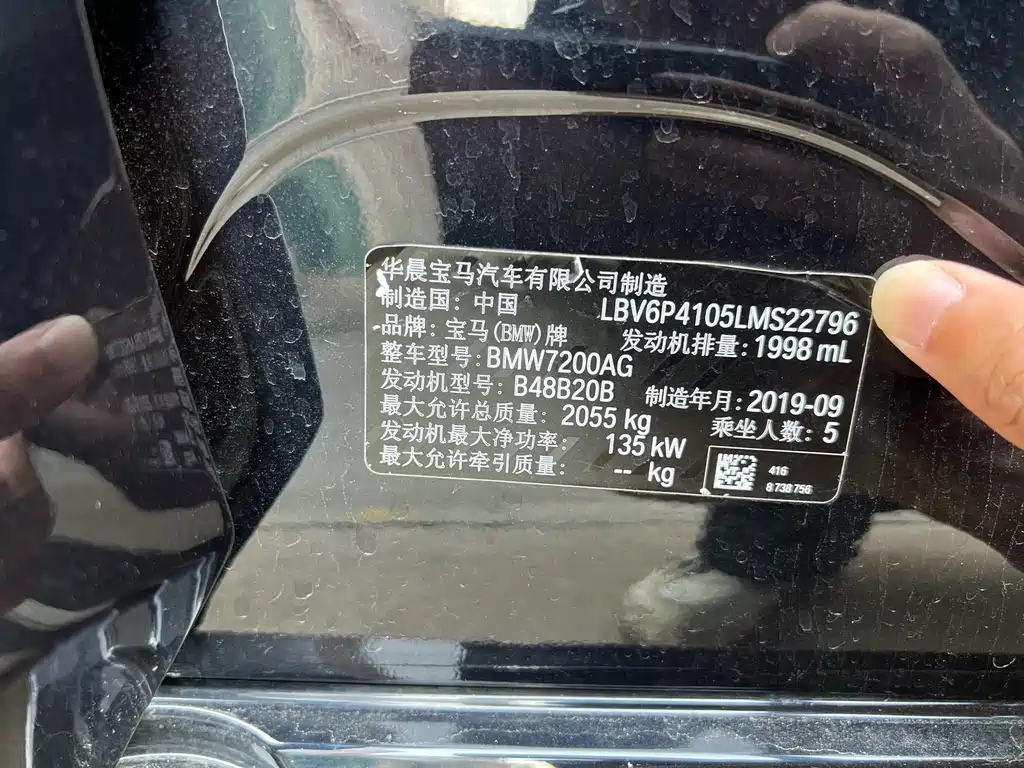 华晨宝马汽车有限公司制造
制造国：中国 LBV6P4105LMS22796
品牌：宝马(BMW)牌 发动机排量：1998 mL
整车型号：BMW7200AG
发动机型号：B48B20B 制造年月：2019-09
最大允许总质量：2055 kg 乘坐人数：5
发动机最大净功率：135 kW
最大允许牵引质量：-- kg
416
8 738 756